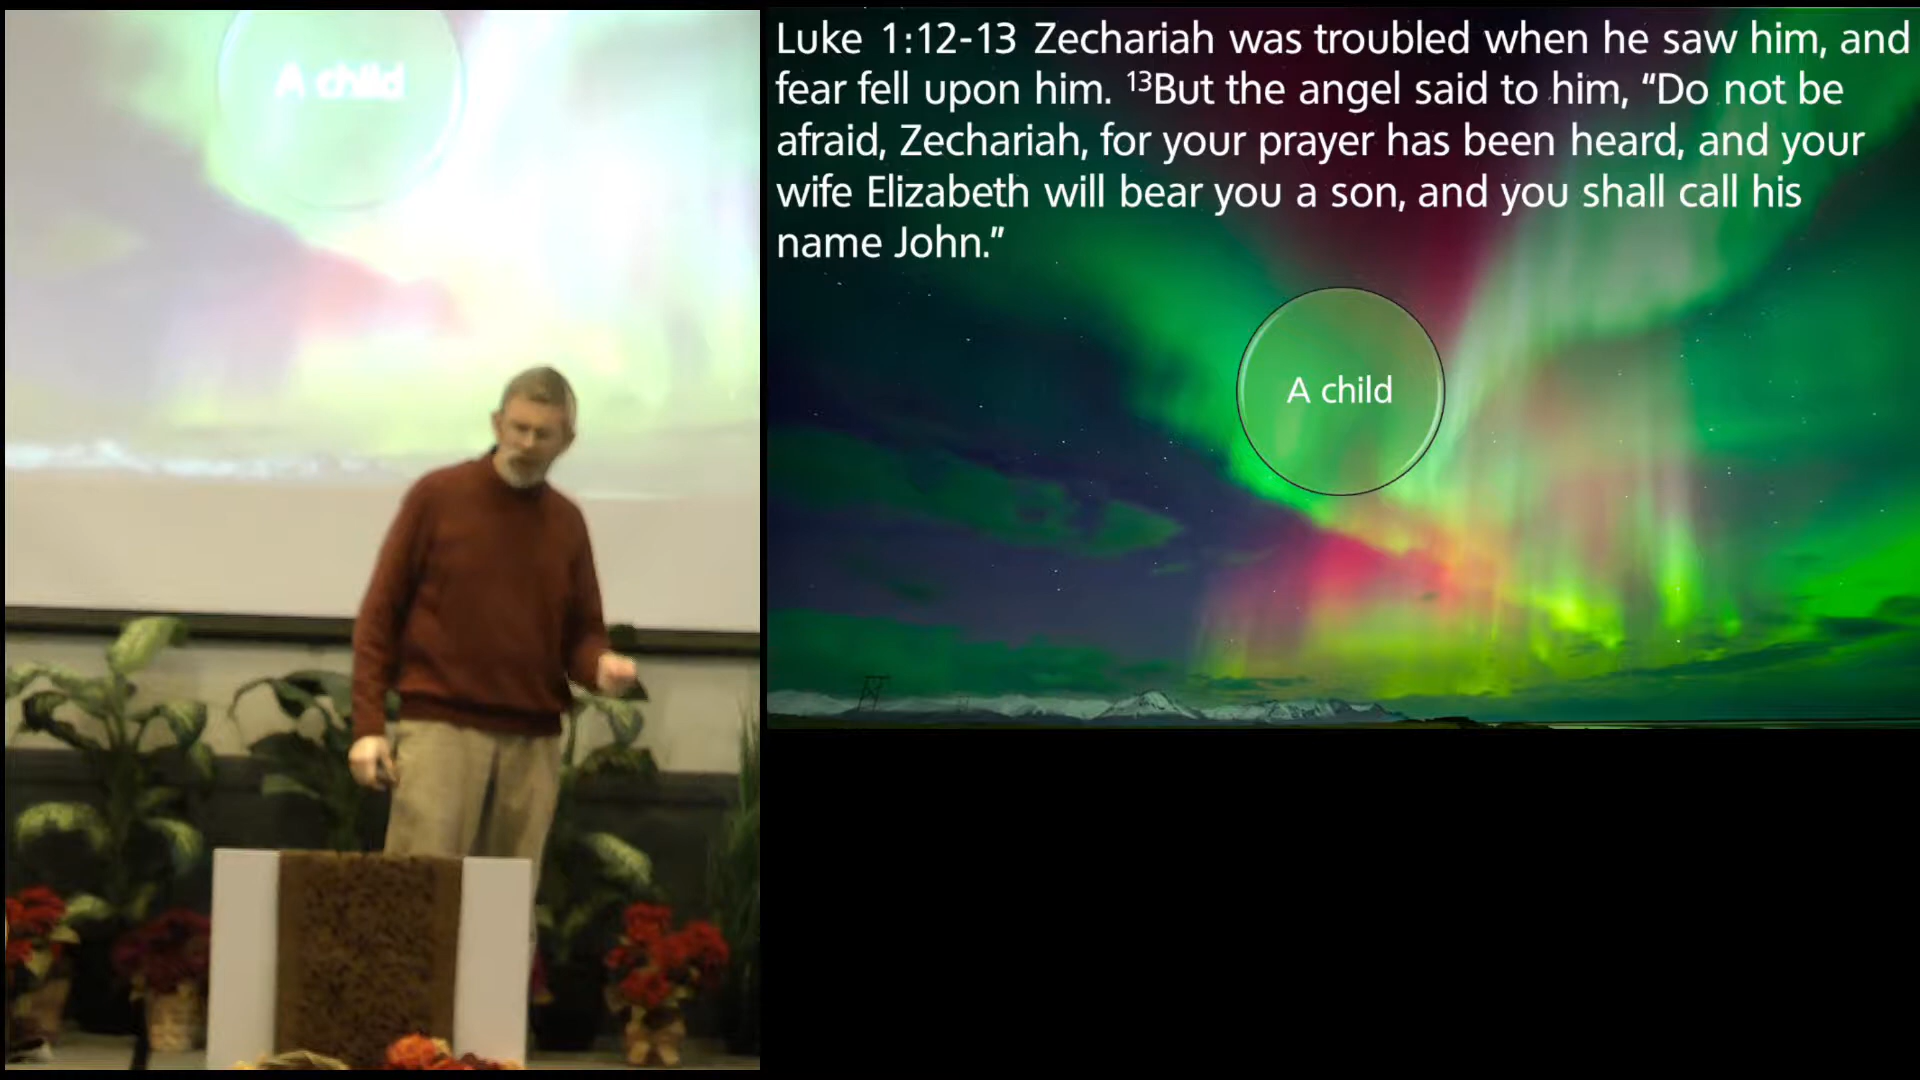 A child
Luke 1:12-13 Zechariah was troubled when he saw him, and
fear fell upon him. ¹³But the angel said to him, “Do not be
afraid, Zechariah, for your prayer has been heard, and your
wife Elizabeth will bear you a son, and you shall call his
name John.”
A child